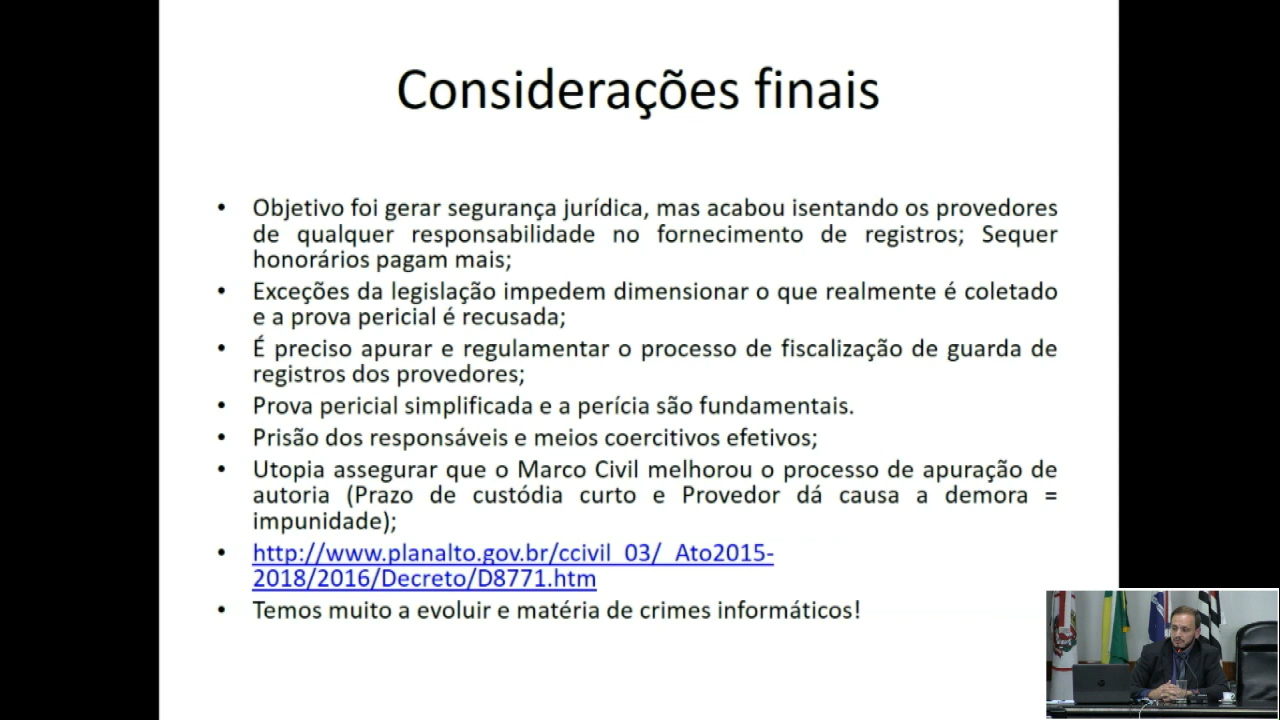 Considerações finais
• Objetivo foi gerar segurança jurídica, mas acabou isentando os provedores
de qualquer responsabilidade no fornecimento de registros; Sequer
honorários pagam mais;
• Exceções da legislação impedem dimensionar o que realmente é coletado
e a prova pericial é recusada;
• É preciso apurar e regulamentar o processo de fiscalização de guarda de
registros dos provedores;
• Prova pericial simplificada e a perícia são fundamentais.
• Prisão dos responsáveis e meios coercitivos efetivos;
• Utopia assegurar que o Marco Civil melhorou o processo de apuração de
autoria (Prazo de custódia curto e Provedor dá causa a demora =
impunidade);
• http://www.planalto.gov.br/ccivil_03/_Ato2015-
2018/2016/Decreto/D8771.htm
• Temos muito a evoluir e matéria de crimes informáticos!